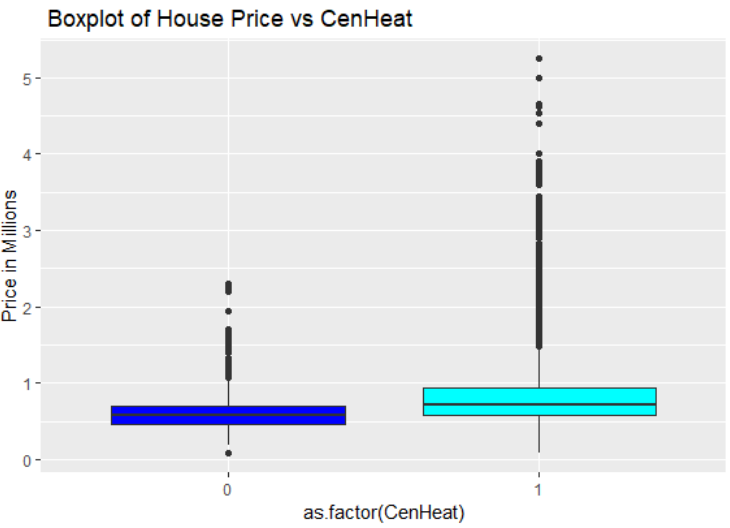 Boxplot of House Price vs CenHeat
Price in Millions
5
4
3
2
1
0
0
1
as.factor(CenHeat)